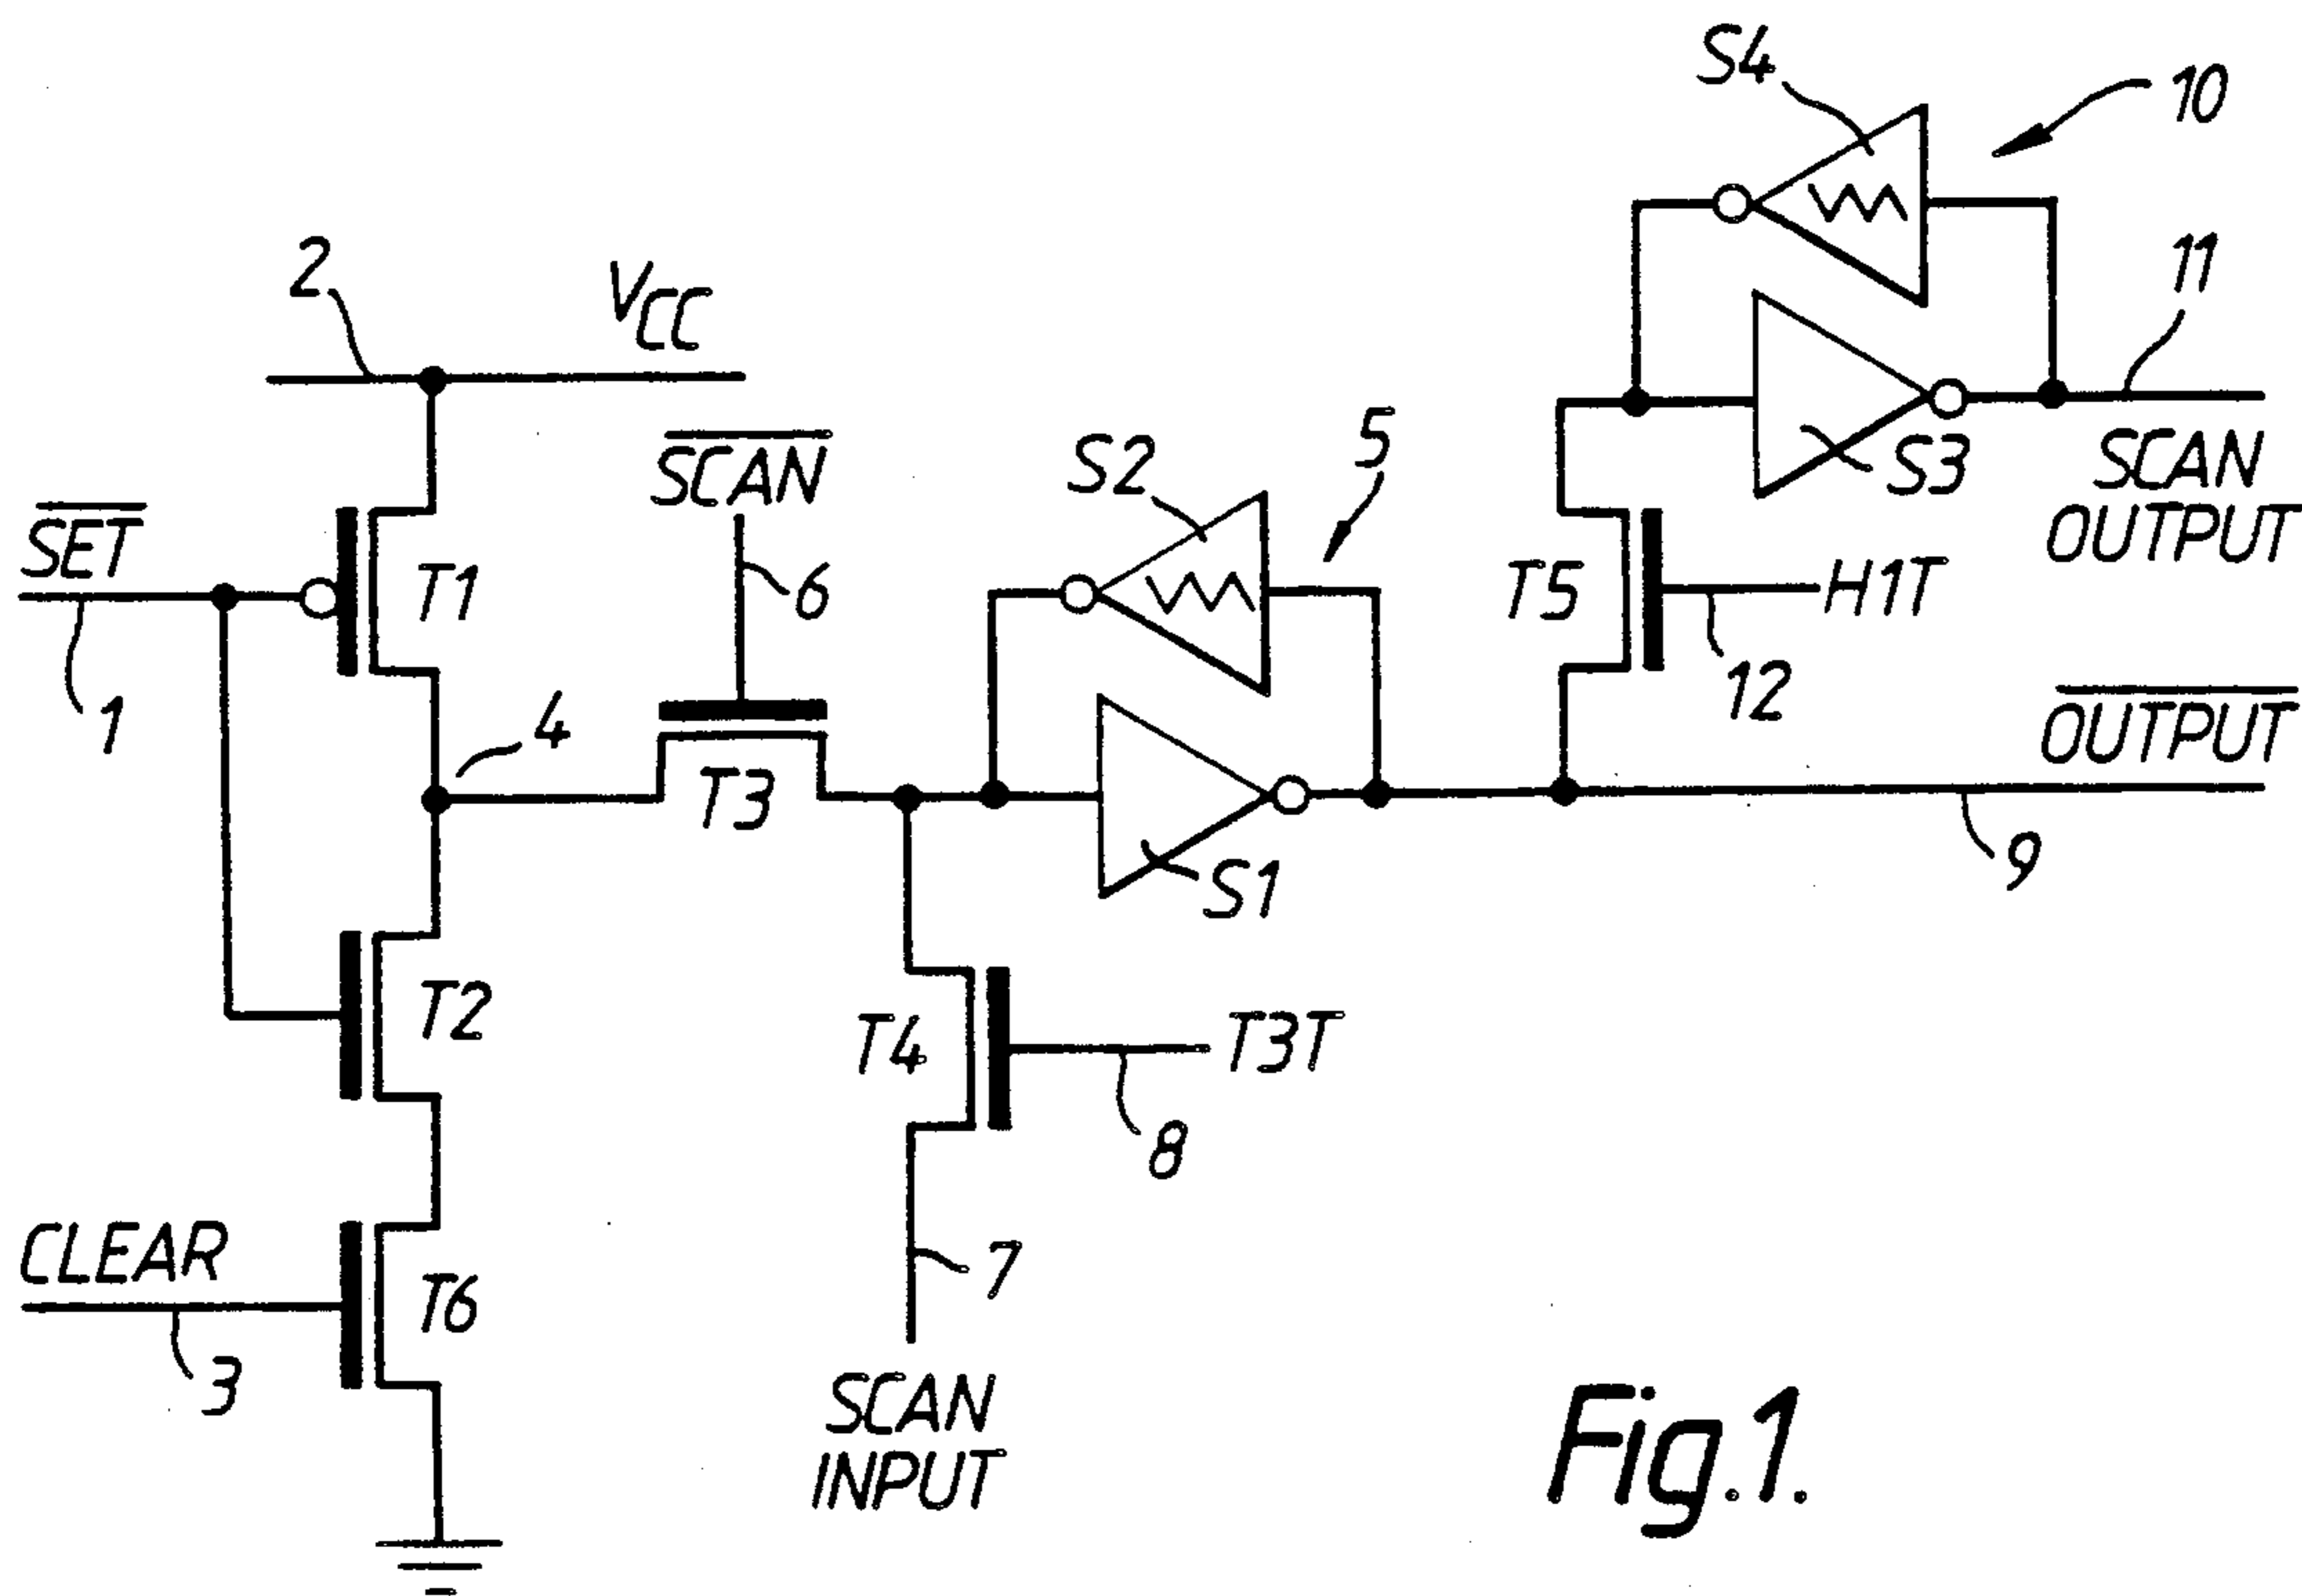 S4
10
2
VCC
11
SCAN
S2
5
S3
SCAN
OUTPUT
SET
T1
6
T5
H1T
1
4
12
OUTPUT
T3
S1
9
T2
T4
T3T
8
CLEAR
T6
7
3
SCAN
INPUT
Fig.1.